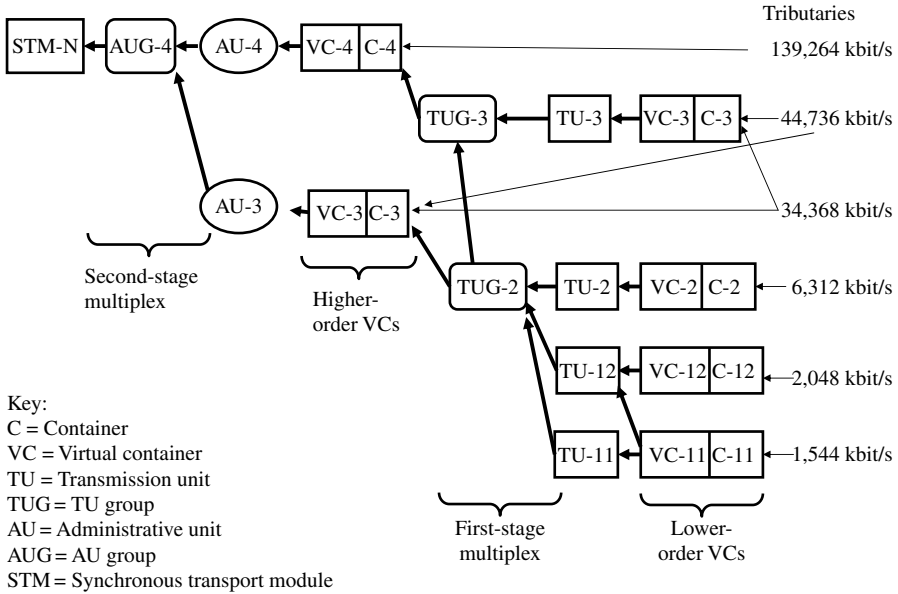 Tributaries
STM-N AUG-4 AU-4 VC-4 C-4 139,264 kbit/s
TUG-3 TU-3 VC-3 C-3 44,736 kbit/s
AU-3 VC-3 C-3 34,368 kbit/s
Second-stage
multiplex
Higher-
order VCs
TUG-2 TU-2 VC-2 C-2 6,312 kbit/s
TU-12 VC-12 C-12 2,048 kbit/s
TU-11 VC-11 C-11 1,544 kbit/s
First-stage
multiplex
Lower-
order VCs
Key:
C = Container
VC = Virtual container
TU = Transmission unit
TUG = TU group
AU = Administrative unit
AUG = AU group
STM = Synchronous transport module